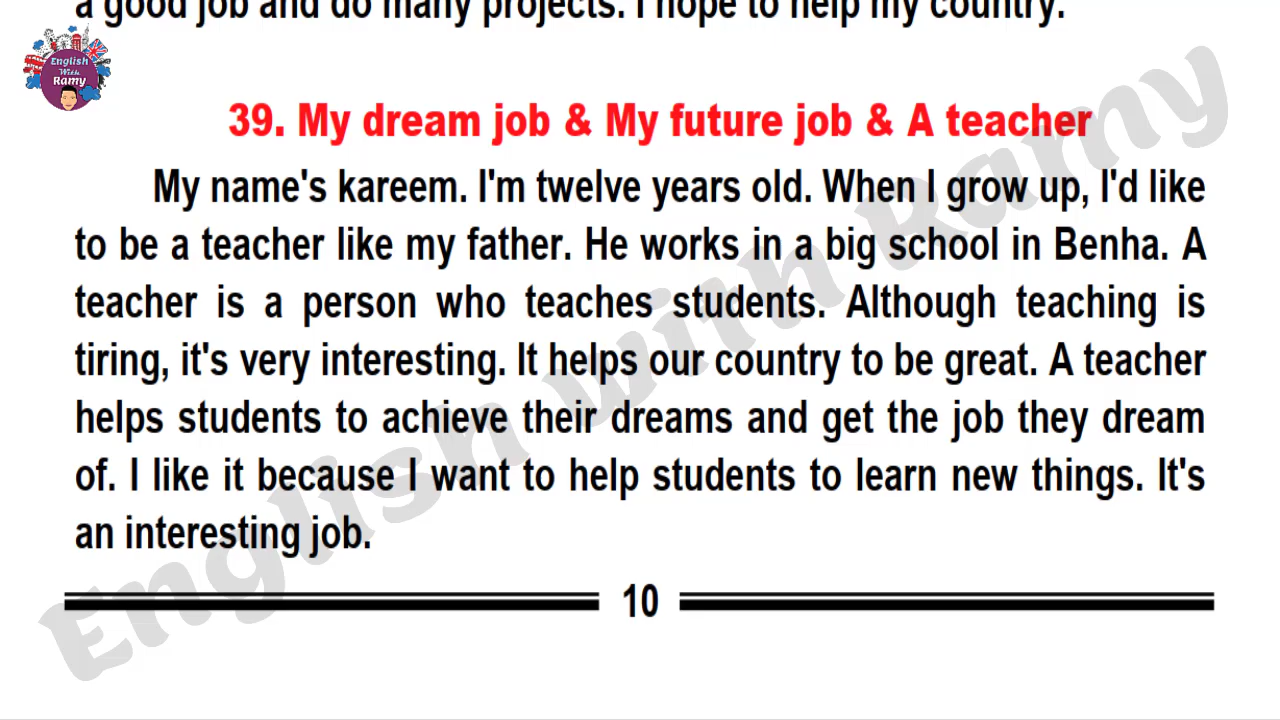 a good job and do many projects. I hope to help my country.
English
With
Ramy
39. My dream job & My future job & A teacher
My name's kareem. I'm twelve years old. When I grow up, I'd like
to be a teacher like my father. He works in a big school in Benha. A
teacher is a person who teaches students. Although teaching is
tiring, it's very interesting. It helps our country to be great. A teacher
helps students to achieve their dreams and get the job they dream
of. I like it because I want to help students to learn new things. It's
an interesting job.
English with Ramy
10